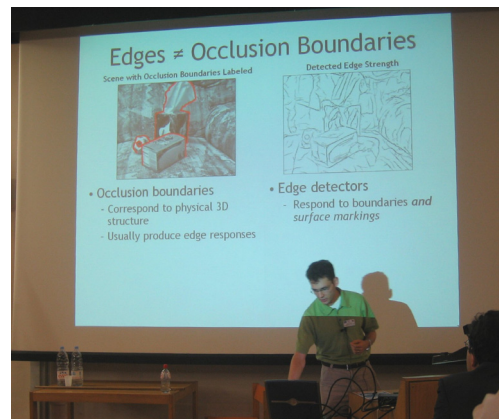 Edges ≠ Occlusion Boundaries
Scene with Occlusion Boundaries Labeled
Detected Edge Strength
• Occlusion boundaries
- Correspond to physical 3D
structure
- Usually produce edge responses
• Edge detectors
- Respond to boundaries and
surface markings